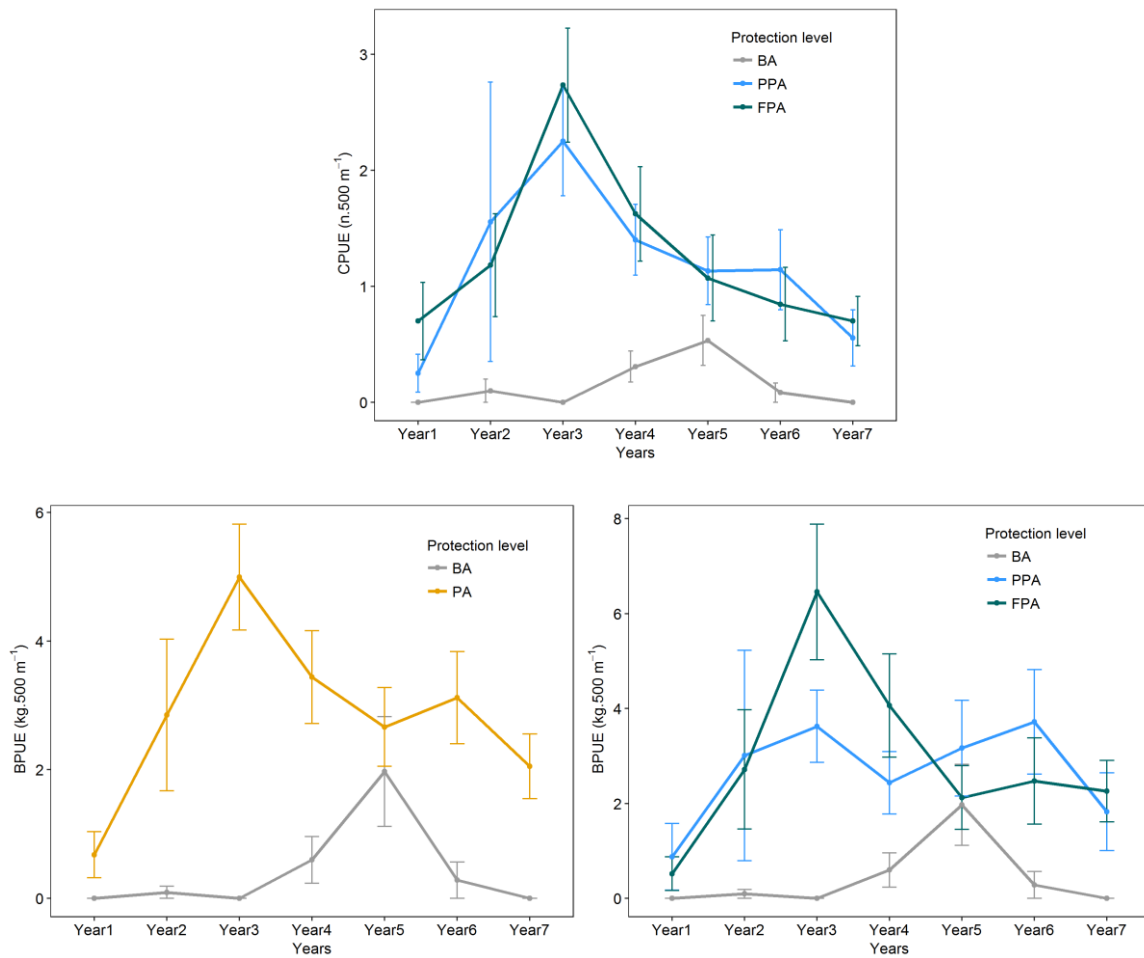 Protection level
BA
PPA
FPA
3
2
1
0
CPUE (n.500 m⁻¹)
Year1 Year2 Year3 Year4 Year5 Year6 Year7
Years
6
4
2
0
BPUE (kg.500 m⁻¹)
Protection level
BA
PA
Year1 Year2 Year3 Year4 Year5 Year6 Year7
Years
8
6
4
2
0
BPUE (kg.500 m⁻¹)
Protection level
BA
PPA
FPA
Year1 Year2 Year3 Year4 Year5 Year6 Year7
Years